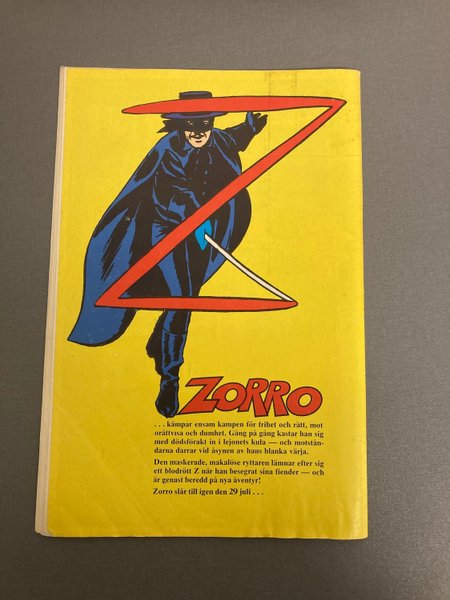 ZORRO
. . . kämpar ensam kampen för frihet och rätt, mot
orättvisa och dumhet. Gång på gång kastar han sig
med dödsförakt in i lejonets kula — och motstån-
darna darrar vid åsynen av hans blanka värja.
Den maskerade, makalöse ryttaren lämnar efter sig
ett blodrött Z när han besegrat sina fiender — och
är genast beredd på nya äventyr!
Zorro slår till igen den 29 juli . . .